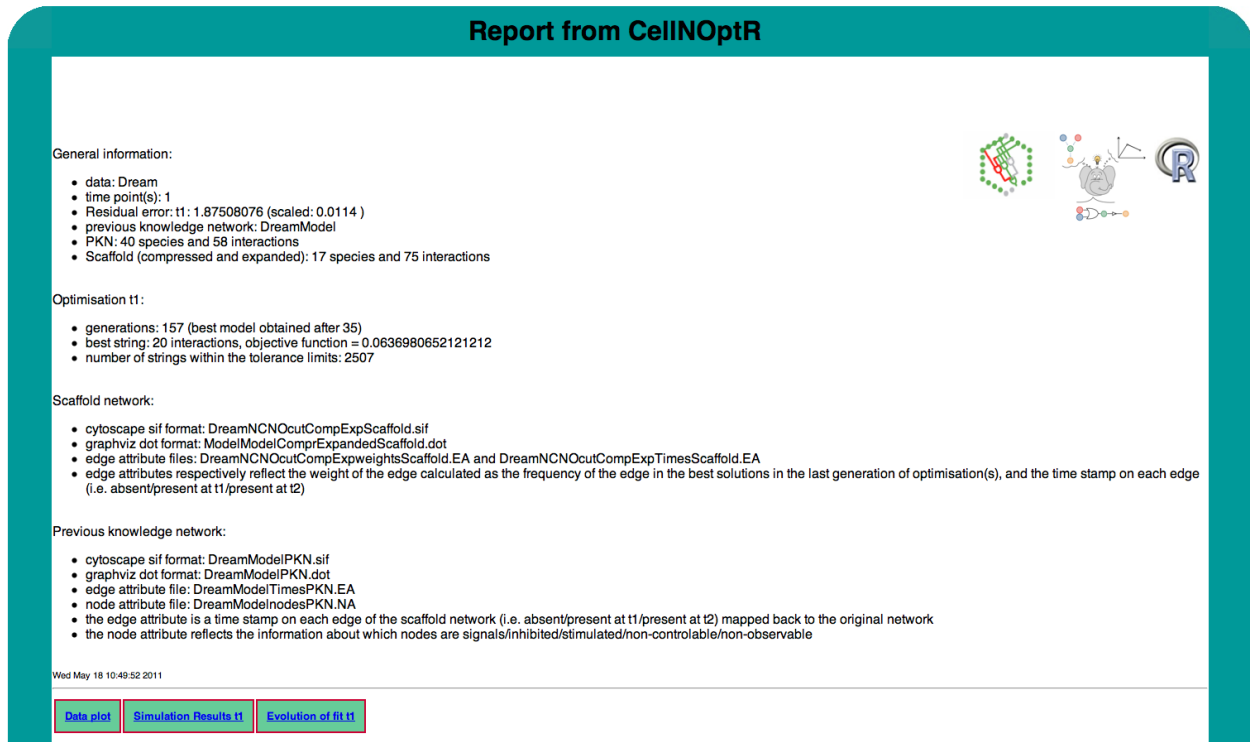 Report from CellNOptR
General information:
data: Dream
time point(s): 1
Residual error: t1: 1.87508076 (scaled: 0.0114 )
previous knowledge network: DreamModel
PKN: 40 species and 58 interactions
Scaffold (compressed and expanded): 17 species and 75 interactions
R
Optimisation t1:
generations: 157 (best model obtained after 35)
best string: 20 interactions, objective function = 0.0636980652121212
number of strings within the tolerance limits: 2507
Scaffold network:
cytoscape sif format: DreamNCNOcutCompExpScaffold.sif
graphviz dot format: ModelModelComprExpandedScaffold.dot
edge attribute files: DreamNCNOcutCompExpweightsScaffold.EA and DreamNCNOcutCompExpTimesScaffold.EA
edge attributes respectively reflect the weight of the edge calculated as the frequency of the edge in the best solutions in the last generation of optimisation(s), and the time stamp on each edge
(i.e. absent/present at t1/present at t2)
Previous knowledge network:
cytoscape sif format: DreamModelPKN.sif
graphviz dot format: DreamModelPKN.dot
edge attribute file: DreamModelTimesPKN.EA
node attribute file: DreamModelnodesPKN.NA
the edge attribute is a time stamp on each edge of the scaffold network (i.e. absent/present at t1/present at t2) mapped back to the original network
the node attribute reflects the information about which nodes are signals/inhibited/stimulated/non-controlable/non-observable
Wed May 18 10:49:52 2011
Data plot Simulation Results t1 Evolution of fit t1